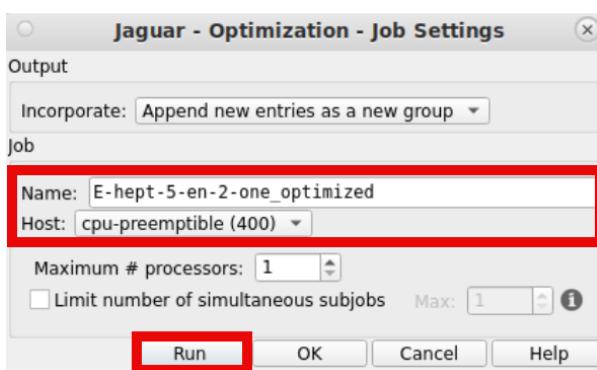 Jaguar - Optimization - Job Settings
Output
Incorporate: Append new entries as a new group
Job
Name: E-hept-5-en-2-one_optimized
Host: cpu-preemptible (400)
Maximum # processors: 1
Limit number of simultaneous subjobs Max: 1
Run OK Cancel Help